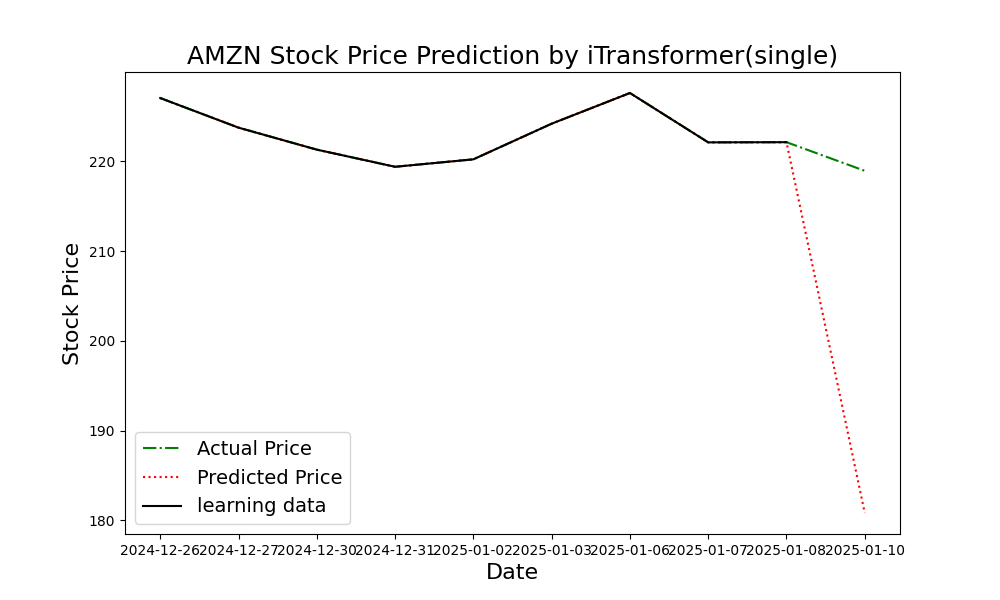 AMZN Stock Price Prediction by iTransformer(single)
Stock Price
220
210
200
190
180
Actual Price
Predicted Price
learning data
2024-12-26 2024-12-27 2024-12-30 2024-12-31 2025-01-02 2025-01-03 2025-01-06 2025-01-07 2025-01-08 2025-01-10
Date